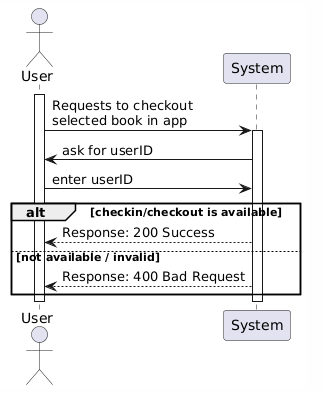 User
System
Requests to checkout
selected book in app
ask for userID
enter userID
alt [checkin/checkout is available]
Response: 200 Success
[not available / invalid]
Response: 400 Bad Request
User
System